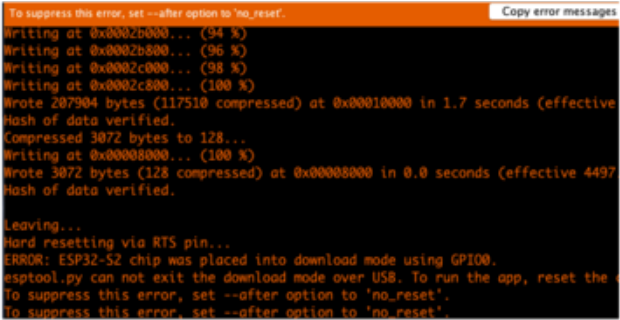 To suppress this error, set --after option to 'no_reset'.
Copy error messages
Writing at 0x0002b000... (94 %)
Writing at 0x0002b800... (96 %)
Writing at 0x0002c000... (98 %)
Writing at 0x0002c800... (100 %)
Wrote 207904 bytes (117510 compressed) at 0x00010000 in 1.7 seconds (effective
Hash of data verified.
Compressed 3072 bytes to 128...
Writing at 0x00008000... (100 %)
Wrote 3072 bytes (128 compressed) at 0x00008000 in 0.0 seconds (effective 4497
Hash of data verified.
Leaving...
Hard resetting via RTS pin...
ERROR: ESP32-S2 chip was placed into download mode using GPIO0.
esptool.py can not exit the download mode over USB. To run the app, reset the
To suppress this error, set --after option to 'no_reset'.
To suppress this error, set --after option to 'no_reset'.